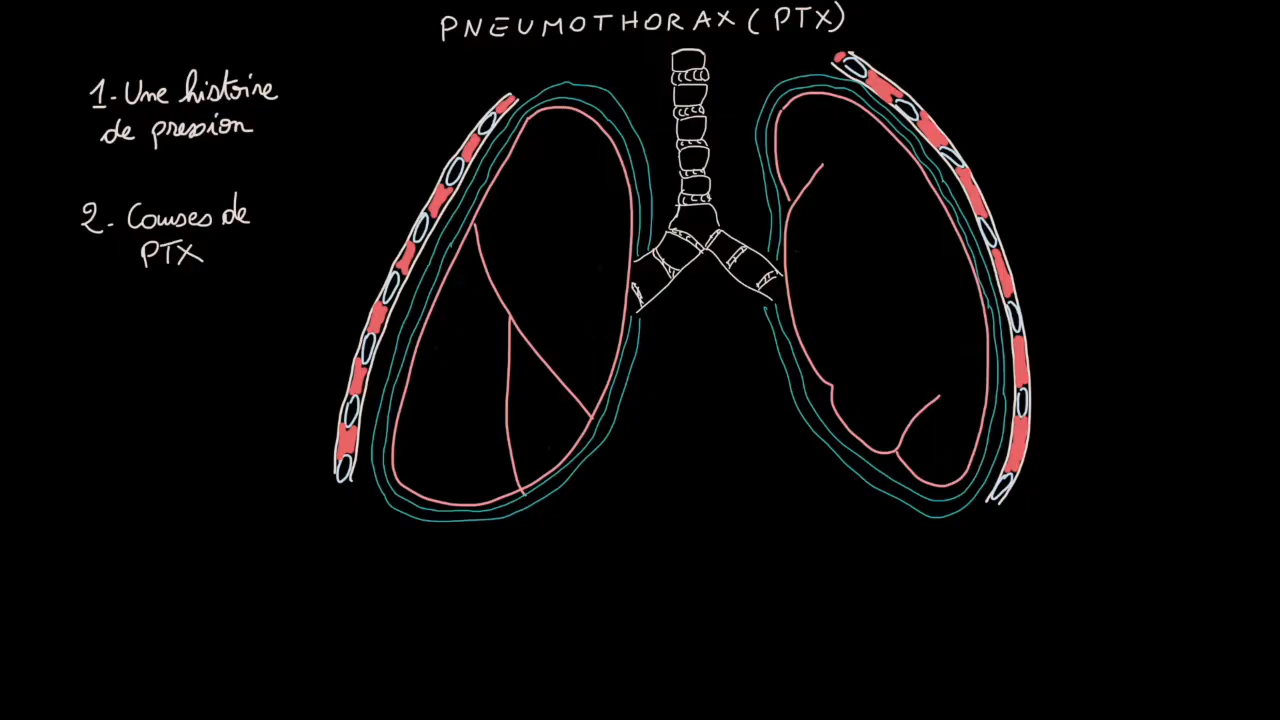 PNEUMOTHORAX (PTX)
1- Une histoire
de pression
2- Causes de
PTX